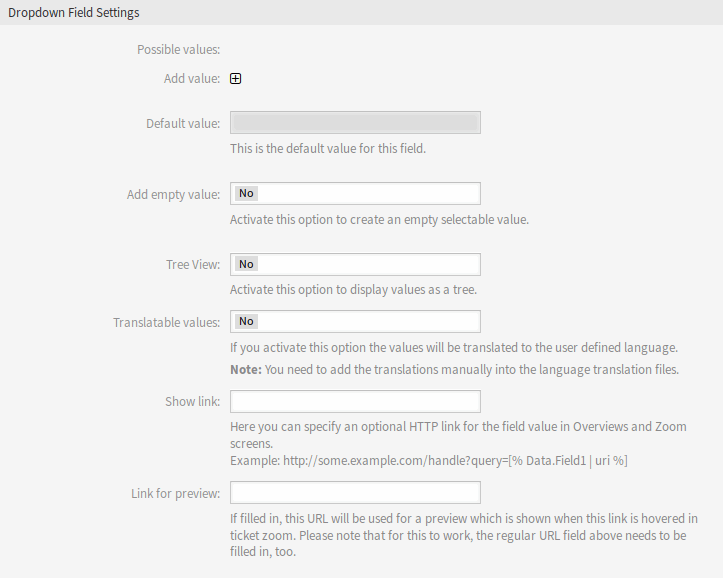 Dropdown Field Settings
Possible values:
Add value:
Default value:
This is the default value for this field.
Add empty value: No
Activate this option to create an empty selectable value.
Tree View: No
Activate this option to display values as a tree.
Translatable values: No
If you activate this option the values will be translated to the user defined language.
Note: You need to add the translations manually into the language translation files.
Show link:
Here you can specify an optional HTTP link for the field value in Overviews and Zoom
screens.
Example: http://some.example.com/handle?query=[% Data.Field1 | uri %]
Link for preview:
If filled in, this URL will be used for a preview which is shown when this link is hovered in
ticket zoom. Please note that for this to work, the regular URL field above needs to be
filled in, too.